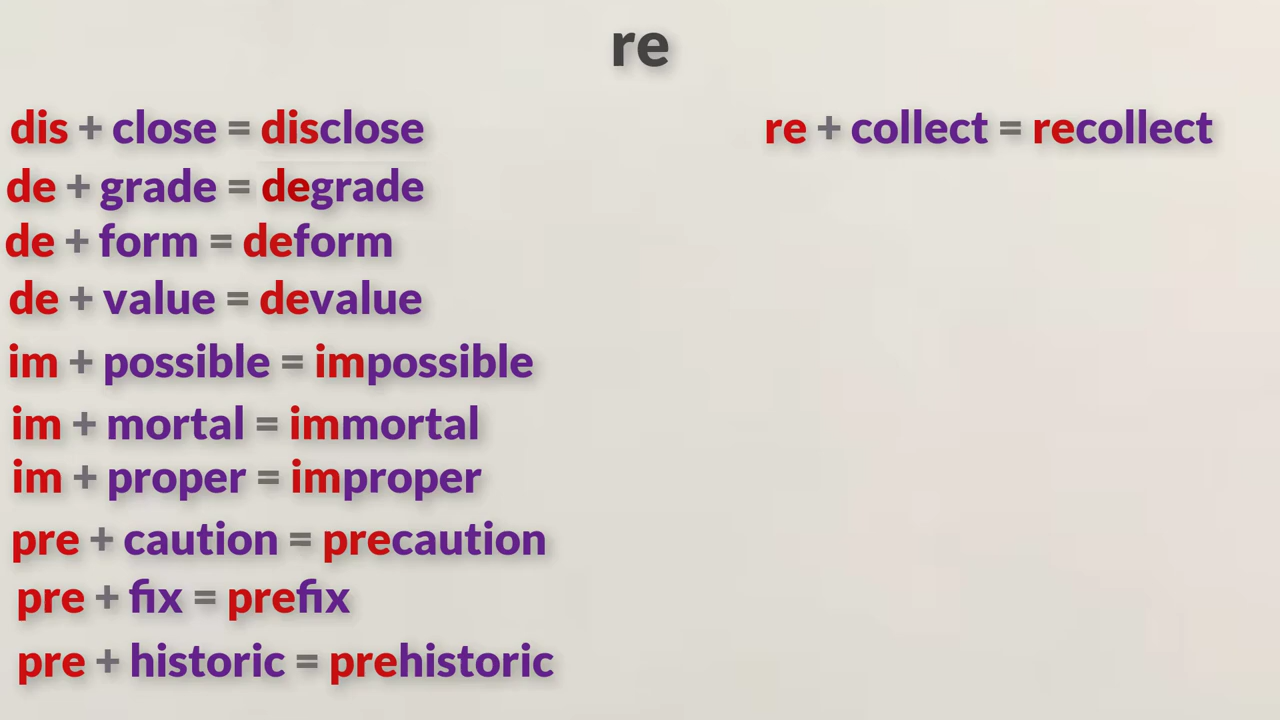 re
dis + close = disclose
de + grade = degrade
de + form = deform
de + value = devalue
im + possible = impossible
im + mortal = immortal
im + proper = improper
pre + caution = precaution
pre + fix = prefix
pre + historic = prehistoric
re + collect = recollect